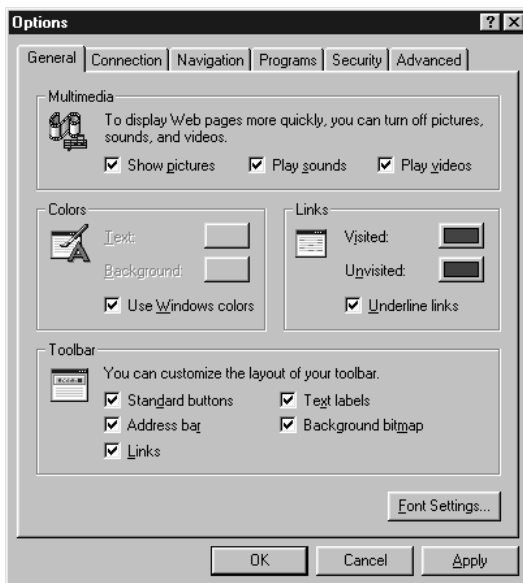 Options
General Connection Navigation Programs Security Advanced
Multimedia
To display Web pages more quickly, you can turn off pictures,
sounds, and videos.
Show pictures Play sounds Play videos
Colors
Text:
Background:
Use Windows colors
Links
Visited:
Unvisited:
Underline links
Toolbar
You can customize the layout of your toolbar.
Standard buttons Text labels
Address bar Background bitmap
Links
Font Settings...
OK Cancel Apply